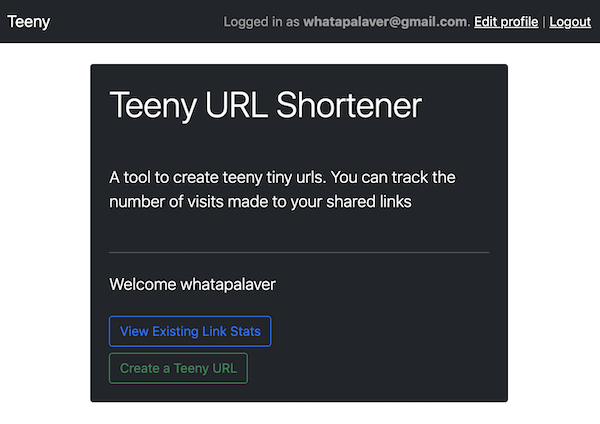 Teeny
Logged in as whatapalaver@gmail.com. Edit profile | Logout
Teeny URL Shortener
A tool to create teeny tiny urls. You can track the
number of visits made to your shared links
Welcome whatapalaver
View Existing Link Stats
Create a Teeny URL